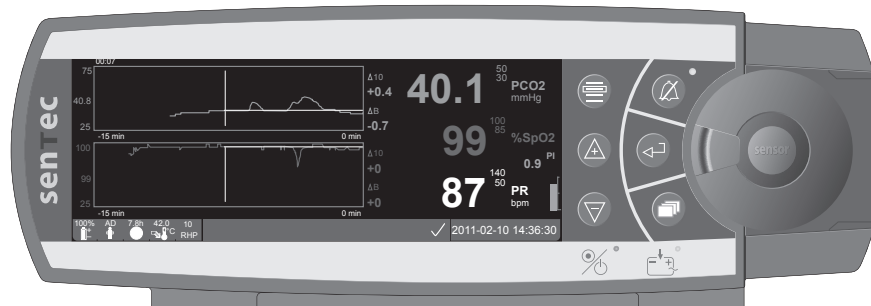 sentec
00:07
75
40.8
25
-15 min
0 min
Δ10
+0.4
ΔB
-0.7
40.1
50
30
PCO2
mmHg
100
99
25
-15 min
0 min
Δ10
+0
ΔB
+0
99
100
85
%SpO2
0.9 PI
87
140
50
PR
bpm
100%
AD
7.8h
42.0
°C
10
RHP
2011-02-10 14:36:30
sensor